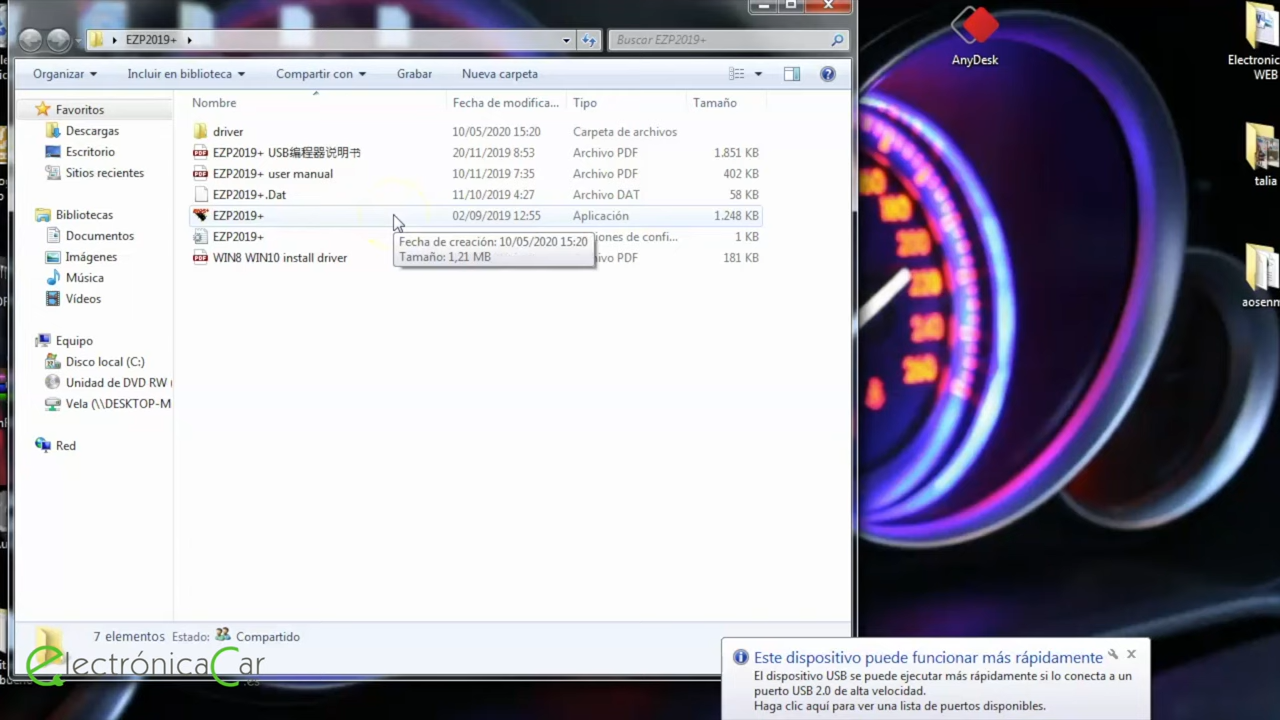 EZP2019+
Buscar EZP2019+
Organizar
Incluir en biblioteca
Compartir con
Grabar
Nueva carpeta
Favoritos
Descargas
Escritorio
Sitios recientes
Bibliotecas
Documentos
Imágenes
Música
Vídeos
Equipo
Disco local (C:)
Unidad de DVD RW (
Vela (\\DESKTOP-M
Red
Nombre Fecha de modifica... Tipo Tamaño
driver 10/05/2020 15:20 Carpeta de archivos
EZP2019+ USB编程器说明书 20/11/2019 8:53 Archivo PDF 1.851 KB
EZP2019+ user manual 10/11/2019 7:35 Archivo PDF 402 KB
EZP2019+.Dat 11/10/2019 4:27 Archivo DAT 58 KB
EZP2019+ 02/09/2019 12:55 Aplicación 1.248 KB
EZP2019+ iones de confi... 1 KB
WIN8 WIN10 install driver ivo PDF 181 KB
Fecha de creación: 10/05/2020 15:20
Tamaño: 1,21 MB
7 elementos Estado: Compartido
electrónicaCar
.es
AnyDesk
Electronic
WEB
talia
aosenm
Este dispositivo puede funcionar más rápidamente
El dispositivo USB se puede ejecutar más rápidamente si lo conecta a un
puerto USB 2.0 de alta velocidad.
Haga clic aquí para ver una lista de puertos disponibles.